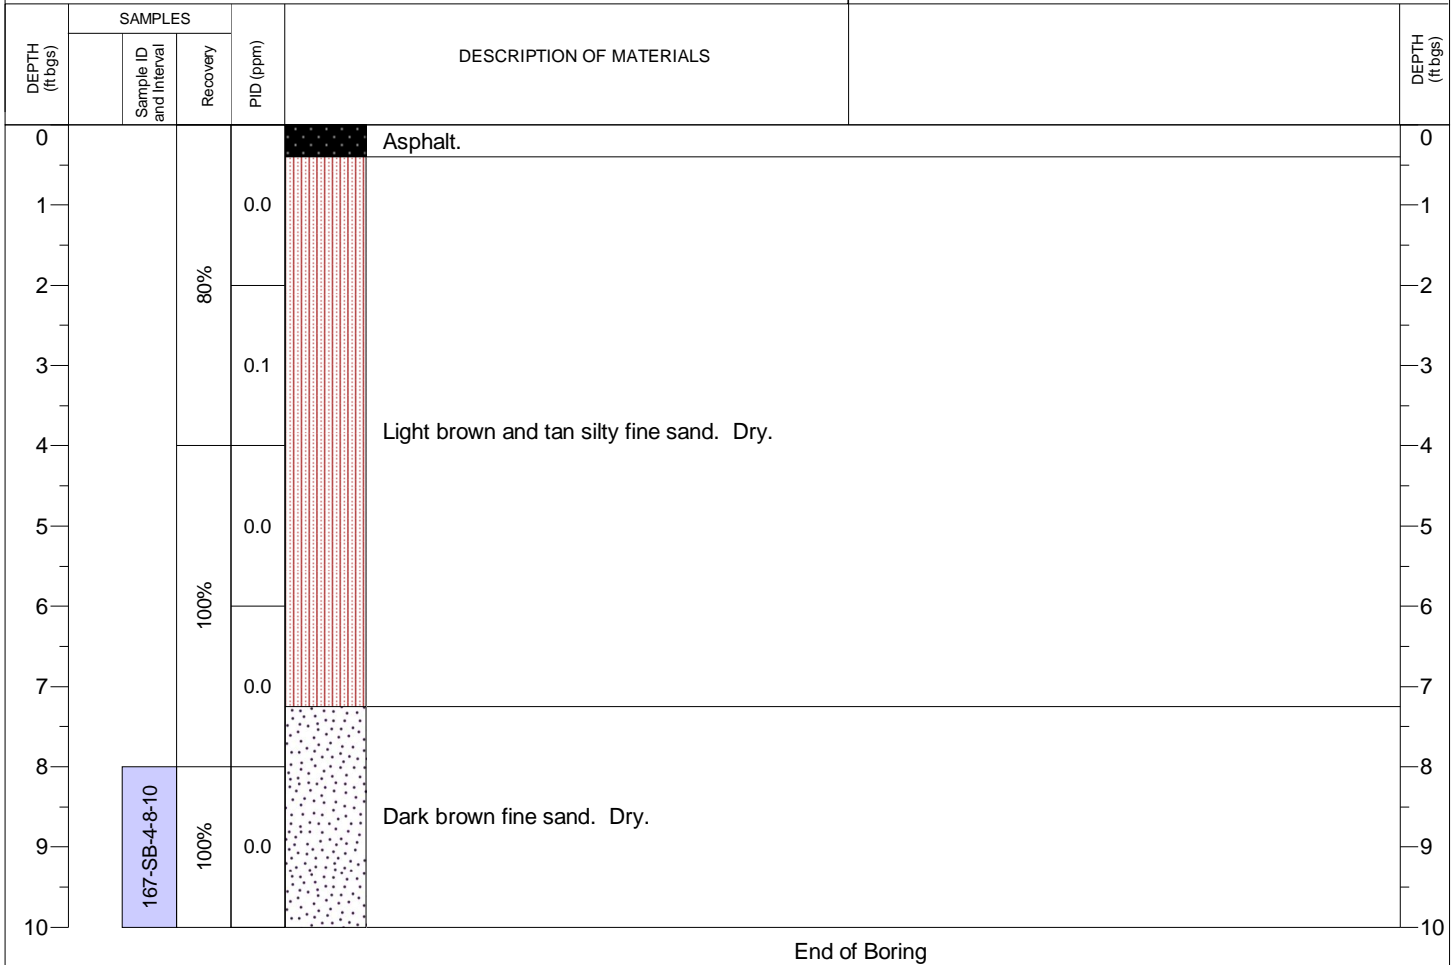 SAMPLES
DEPTH
(ft bgs)
Sample ID
and Interval
Recovery
PID (ppm)
DESCRIPTION OF MATERIALS
DEPTH
(ft bgs)
0
Asphalt.
0
1
0.0
1
80%
2
2
3
0.1
3
Light brown and tan silty fine sand. Dry.
4
4
5
0.0
5
100%
6
6
7
0.0
7
8
8
167-SB-4-8-10
100%
Dark brown fine sand. Dry.
9
0.0
9
10
10
End of Boring